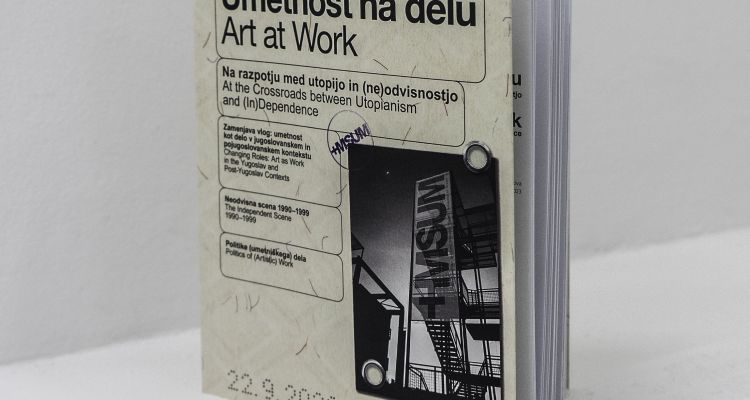 Umetnost na delu
Art at Work
Na razpotju med utopijo in (ne)odvisnostjo
At the Crossroads between Utopianism
and (In)Dependence
Zamenjava vlog: umetnost
kot delo v jugoslovanskem in
pojugoslovanskem kontekstu
Changing Roles: Art as Work
in the Yugoslav and
Post-Yugoslav Contexts
+MSUM
Neodvisna scena 1990–1999
The Independent Scene
1990–1999
Politike (umetniškega) dela
Politics of (Artistic) Work
+MSUM
22.9.